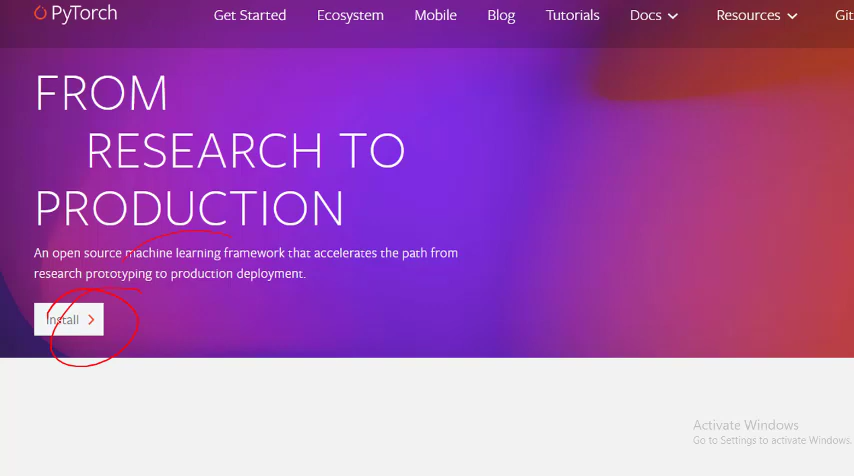 PyTorch Get Started Ecosystem Mobile Blog Tutorials Docs Resources Git
FROM
RESEARCH TO
PRODUCTION
An open source machine learning framework that accelerates the path from
research prototyping to production deployment.
Install
Activate Windows
Go to Settings to activate Windows.